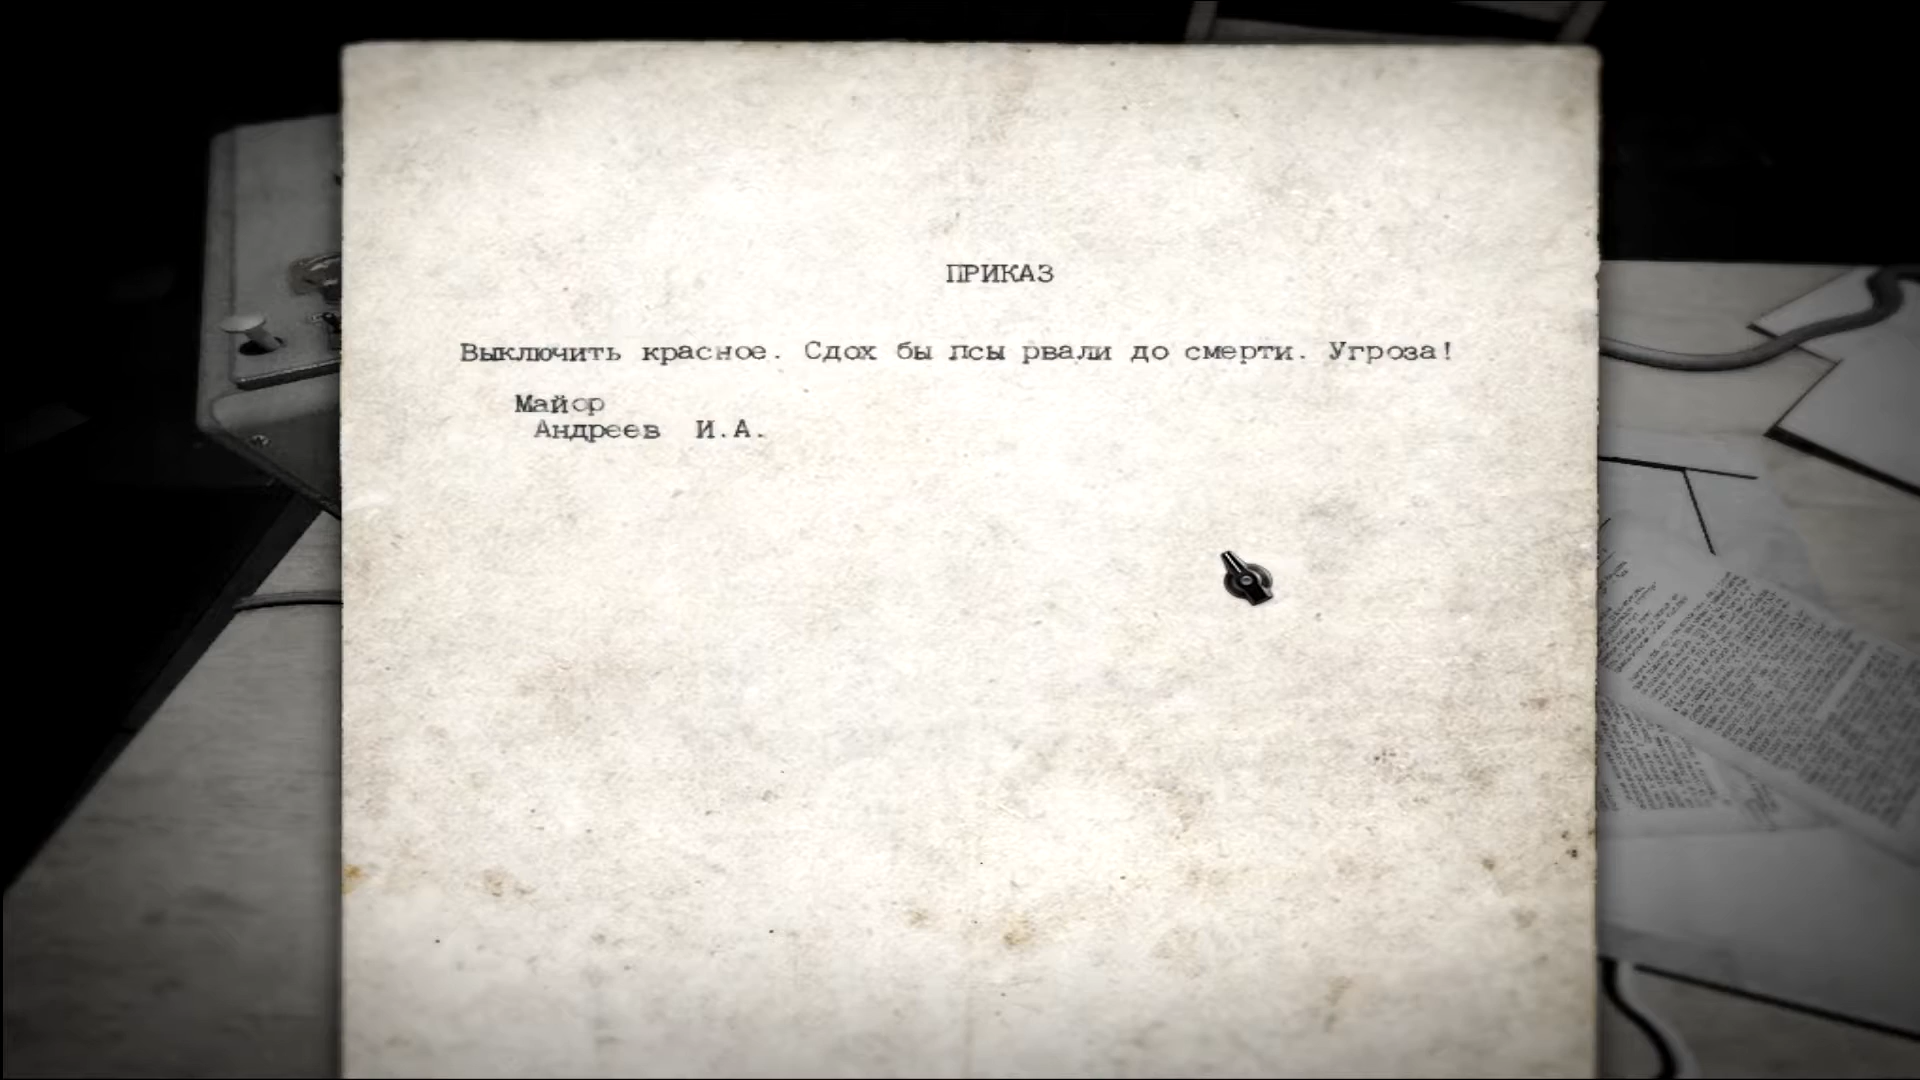 ПРИКАЗ
Выключить красное. Сдох бы псы рвали до смерти. Угроза!
Майор
Андреев И.А.